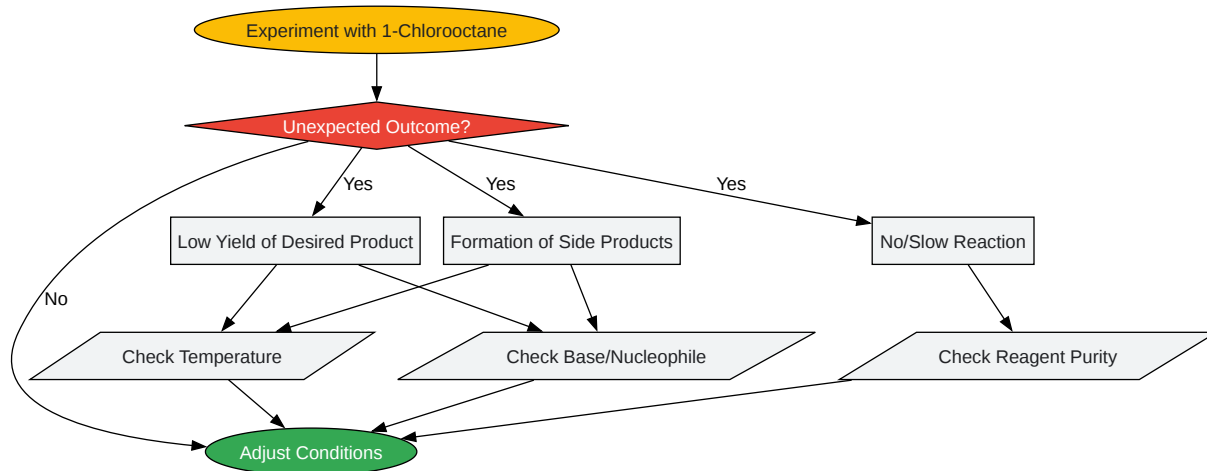 Experiment with 1-Chlorooctane
Unexpected Outcome?
Yes
Yes
Yes
Low Yield of Desired Product
Formation of Side Products
No/Slow Reaction
No
Check Temperature
Check Base/Nucleophile
Check Reagent Purity
Adjust Conditions